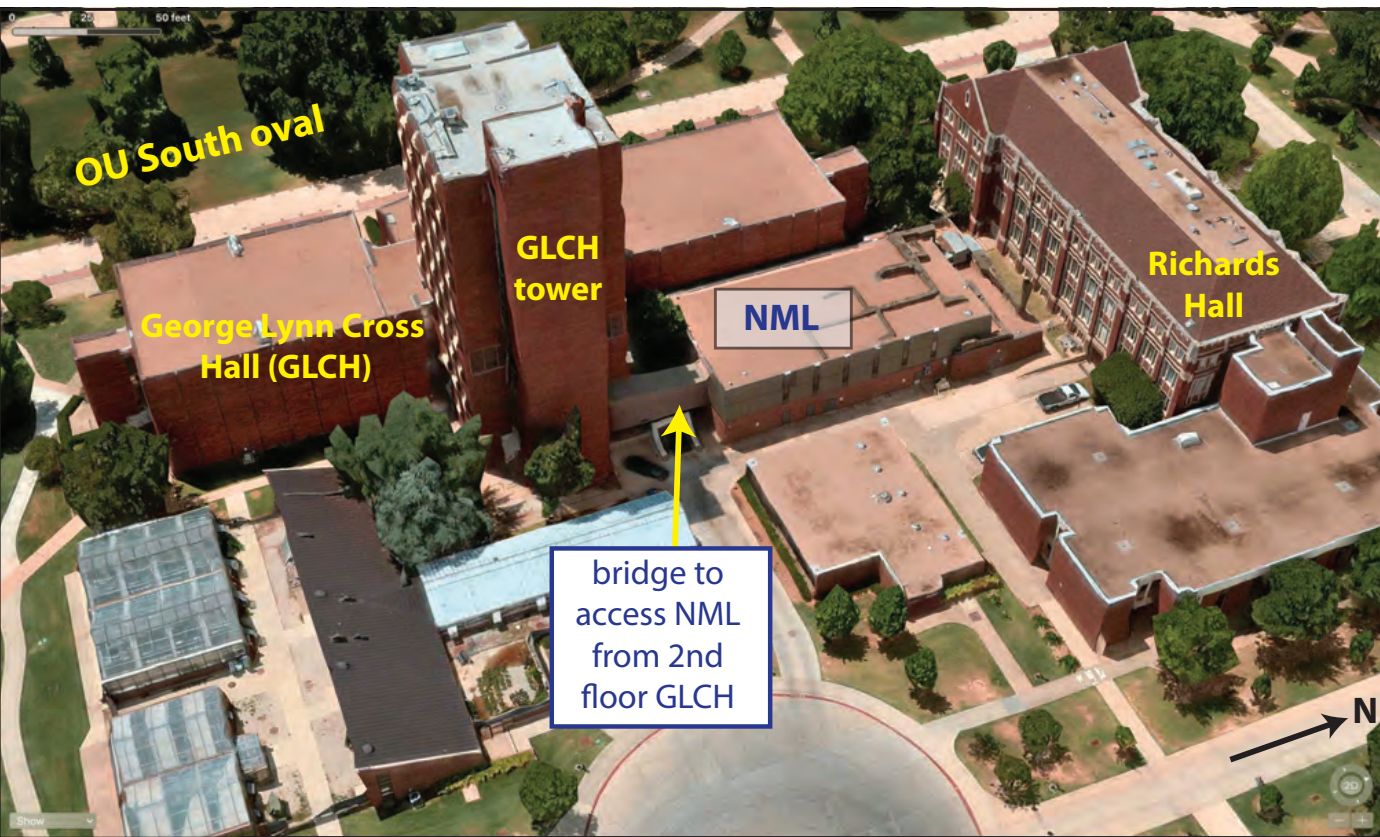 0 25 50 feet
OU South oval
GLCH
tower
George Lynn Cross
Hall (GLCH)
NML
Richards
Hall
bridge to
access NML
from 2nd
floor GLCH
N
2D
Show